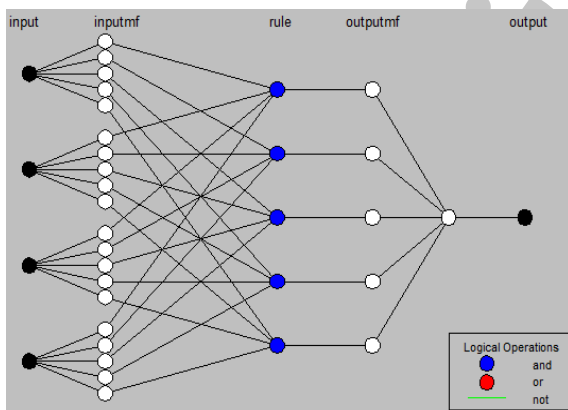 input inputmf rule outputmf output
Logical Operations
and
or
not